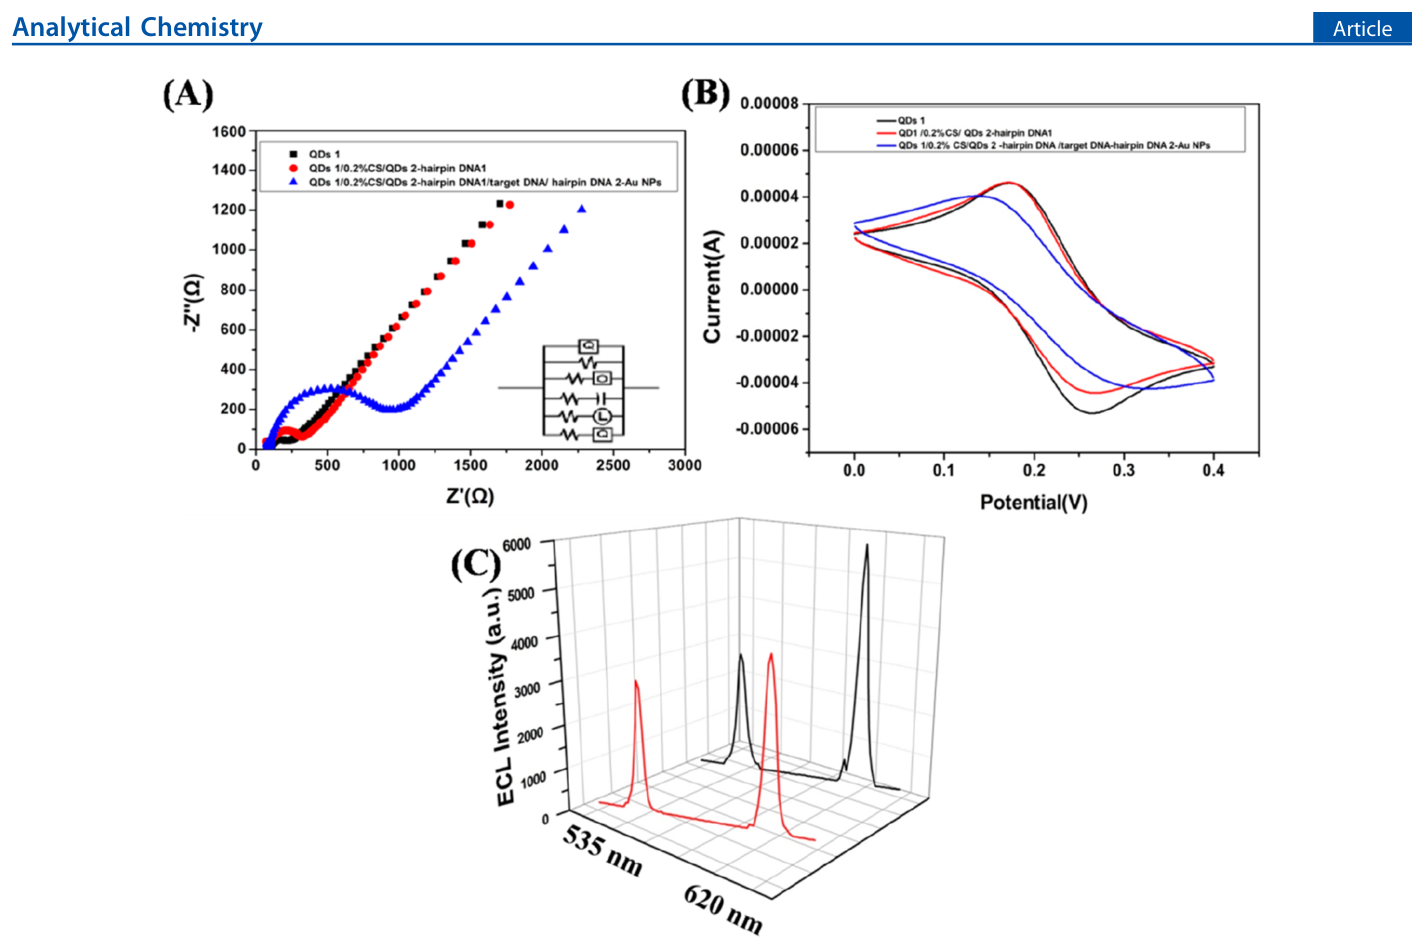 Analytical Chemistry
Article
(A)
1600
1400
1200
1000
800
600
400
200
0
-Z''(Ω)
QDs 1
QDs 1/0.2%CS/QDs 2-hairpin DNA1
QDs 1/0.2%CS/QDs 2-hairpin DNA1/target DNA/ hairpin DNA 2-Au NPs
L
0 500 1000 1500 2000 2500 3000
Z'(Ω)
(B)
0.00008
0.00006
0.00004
0.00002
0.00000
-0.00002
-0.00004
-0.00006
Current(A)
QDs 1
QD1 /0.2%CS/ QDs 2-hairpin DNA1
QDs 1/0.2% CS/QDs 2 -hairpin DNA /target DNA-hairpin DNA 2-Au NPs
0.0 0.1 0.2 0.3 0.4
Potential(V)
(C)
6000
5000
4000
3000
2000
1000
0
ECL Intensity (a.u.)
535 nm
620 nm